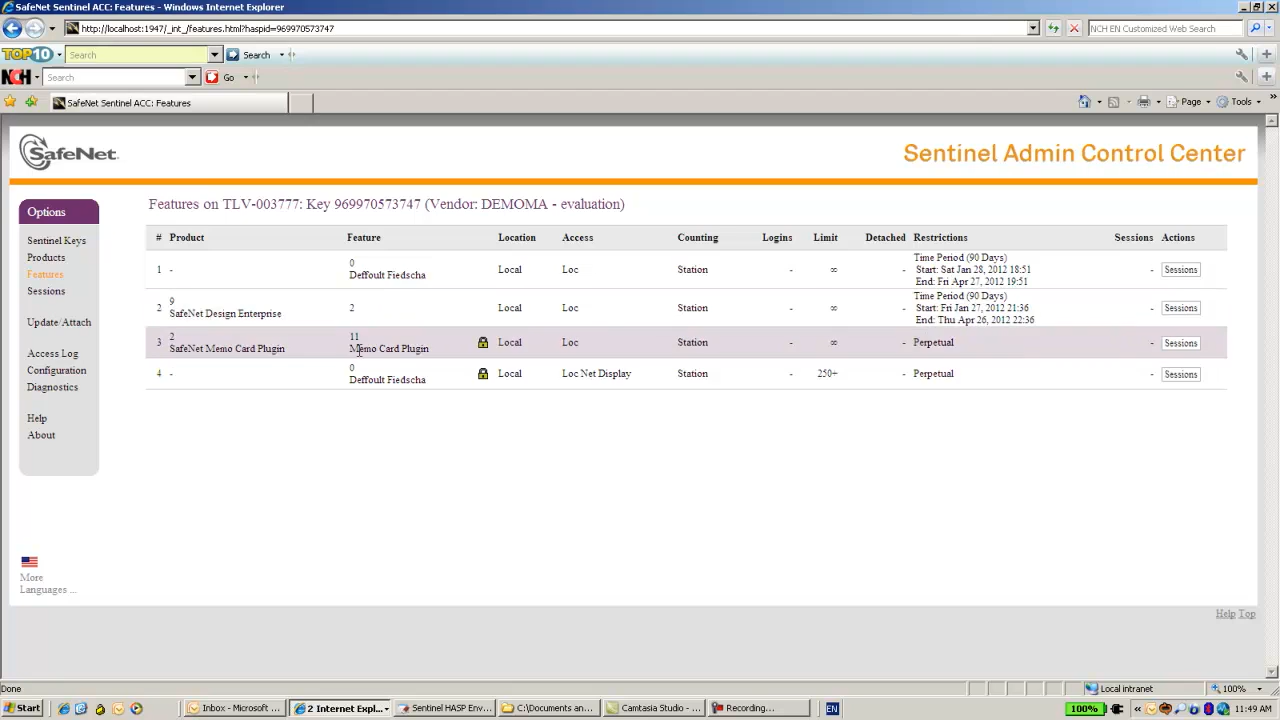 SafeNet Sentinel ACC: Features - Windows Internet Explorer
http://localhost:1947/_int_/features.html?haspid=969970573747
NCH EN Customized Web Search
TOP10 Search Search
NCH Search Go
SafeNet Sentinel ACC: Features
Page Tools
SafeNet.
Sentinel Admin Control Center
Options
Sentinel Keys
Products
Features
Sessions
Update/Attach
Access Log
Configuration
Diagnostics
Help
About
More
Languages ...
Features on TLV-003777: Key 969970573747 (Vendor: DEMOMA - evaluation)
# Product Feature Location Access Counting Logins Limit Detached Restrictions Sessions Actions
1 - 0 Deffoult Fiedscha Local Loc Station - ∞ - Time Period (90 Days) - Sessions
Start: Sat Jan 28, 2012 18:51
End: Fri Apr 27, 2012 19:51
2 9 SafeNet Design Enterprise 2 Local Loc Station - ∞ - Time Period (90 Days) - Sessions
Start: Fri Jan 27, 2012 21:36
End: Thu Apr 26, 2012 22:36
3 2 SafeNet Memo Card Plugin 11 Memo Card Plugin Local Loc Station - ∞ - Perpetual - Sessions
4 - 0 Deffoult Fiedscha Local Loc Net Display Station - 250+ - Perpetual - Sessions
Help Top
Done Local intranet 100%
Start Inbox - Microsoft ... 2 Internet Expl... Sentinel HASP Env... C:\Documents an... Camtasia Studio - ... Recording... EN 100% 11:49 AM